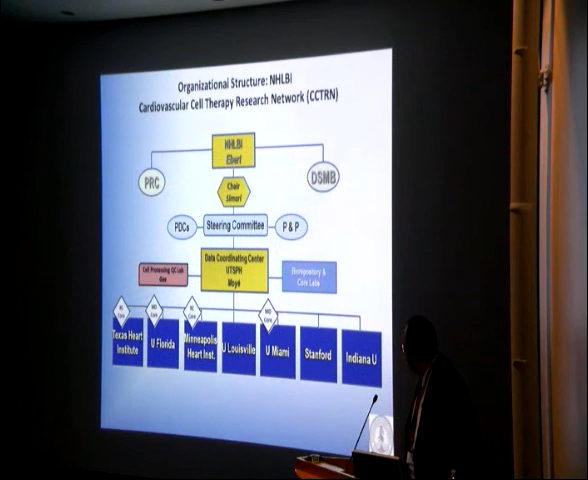 Organizational Structure: NHLBI
Cardiovascular Cell Therapy Research Network (CCTRN)
NHLBI
Ebert
PRC
DSMB
Chair
Simari
PDCs
Steering Committee
P & P
Data Coordinating Center
UTSPH
Moyé
Cell Processing QC Lab
Biorepository &
Core Labs
Texas Heart
Institute
U Florida
Minneapolis
Heart Inst.
U Louisville
U Miami
Stanford
Indiana U